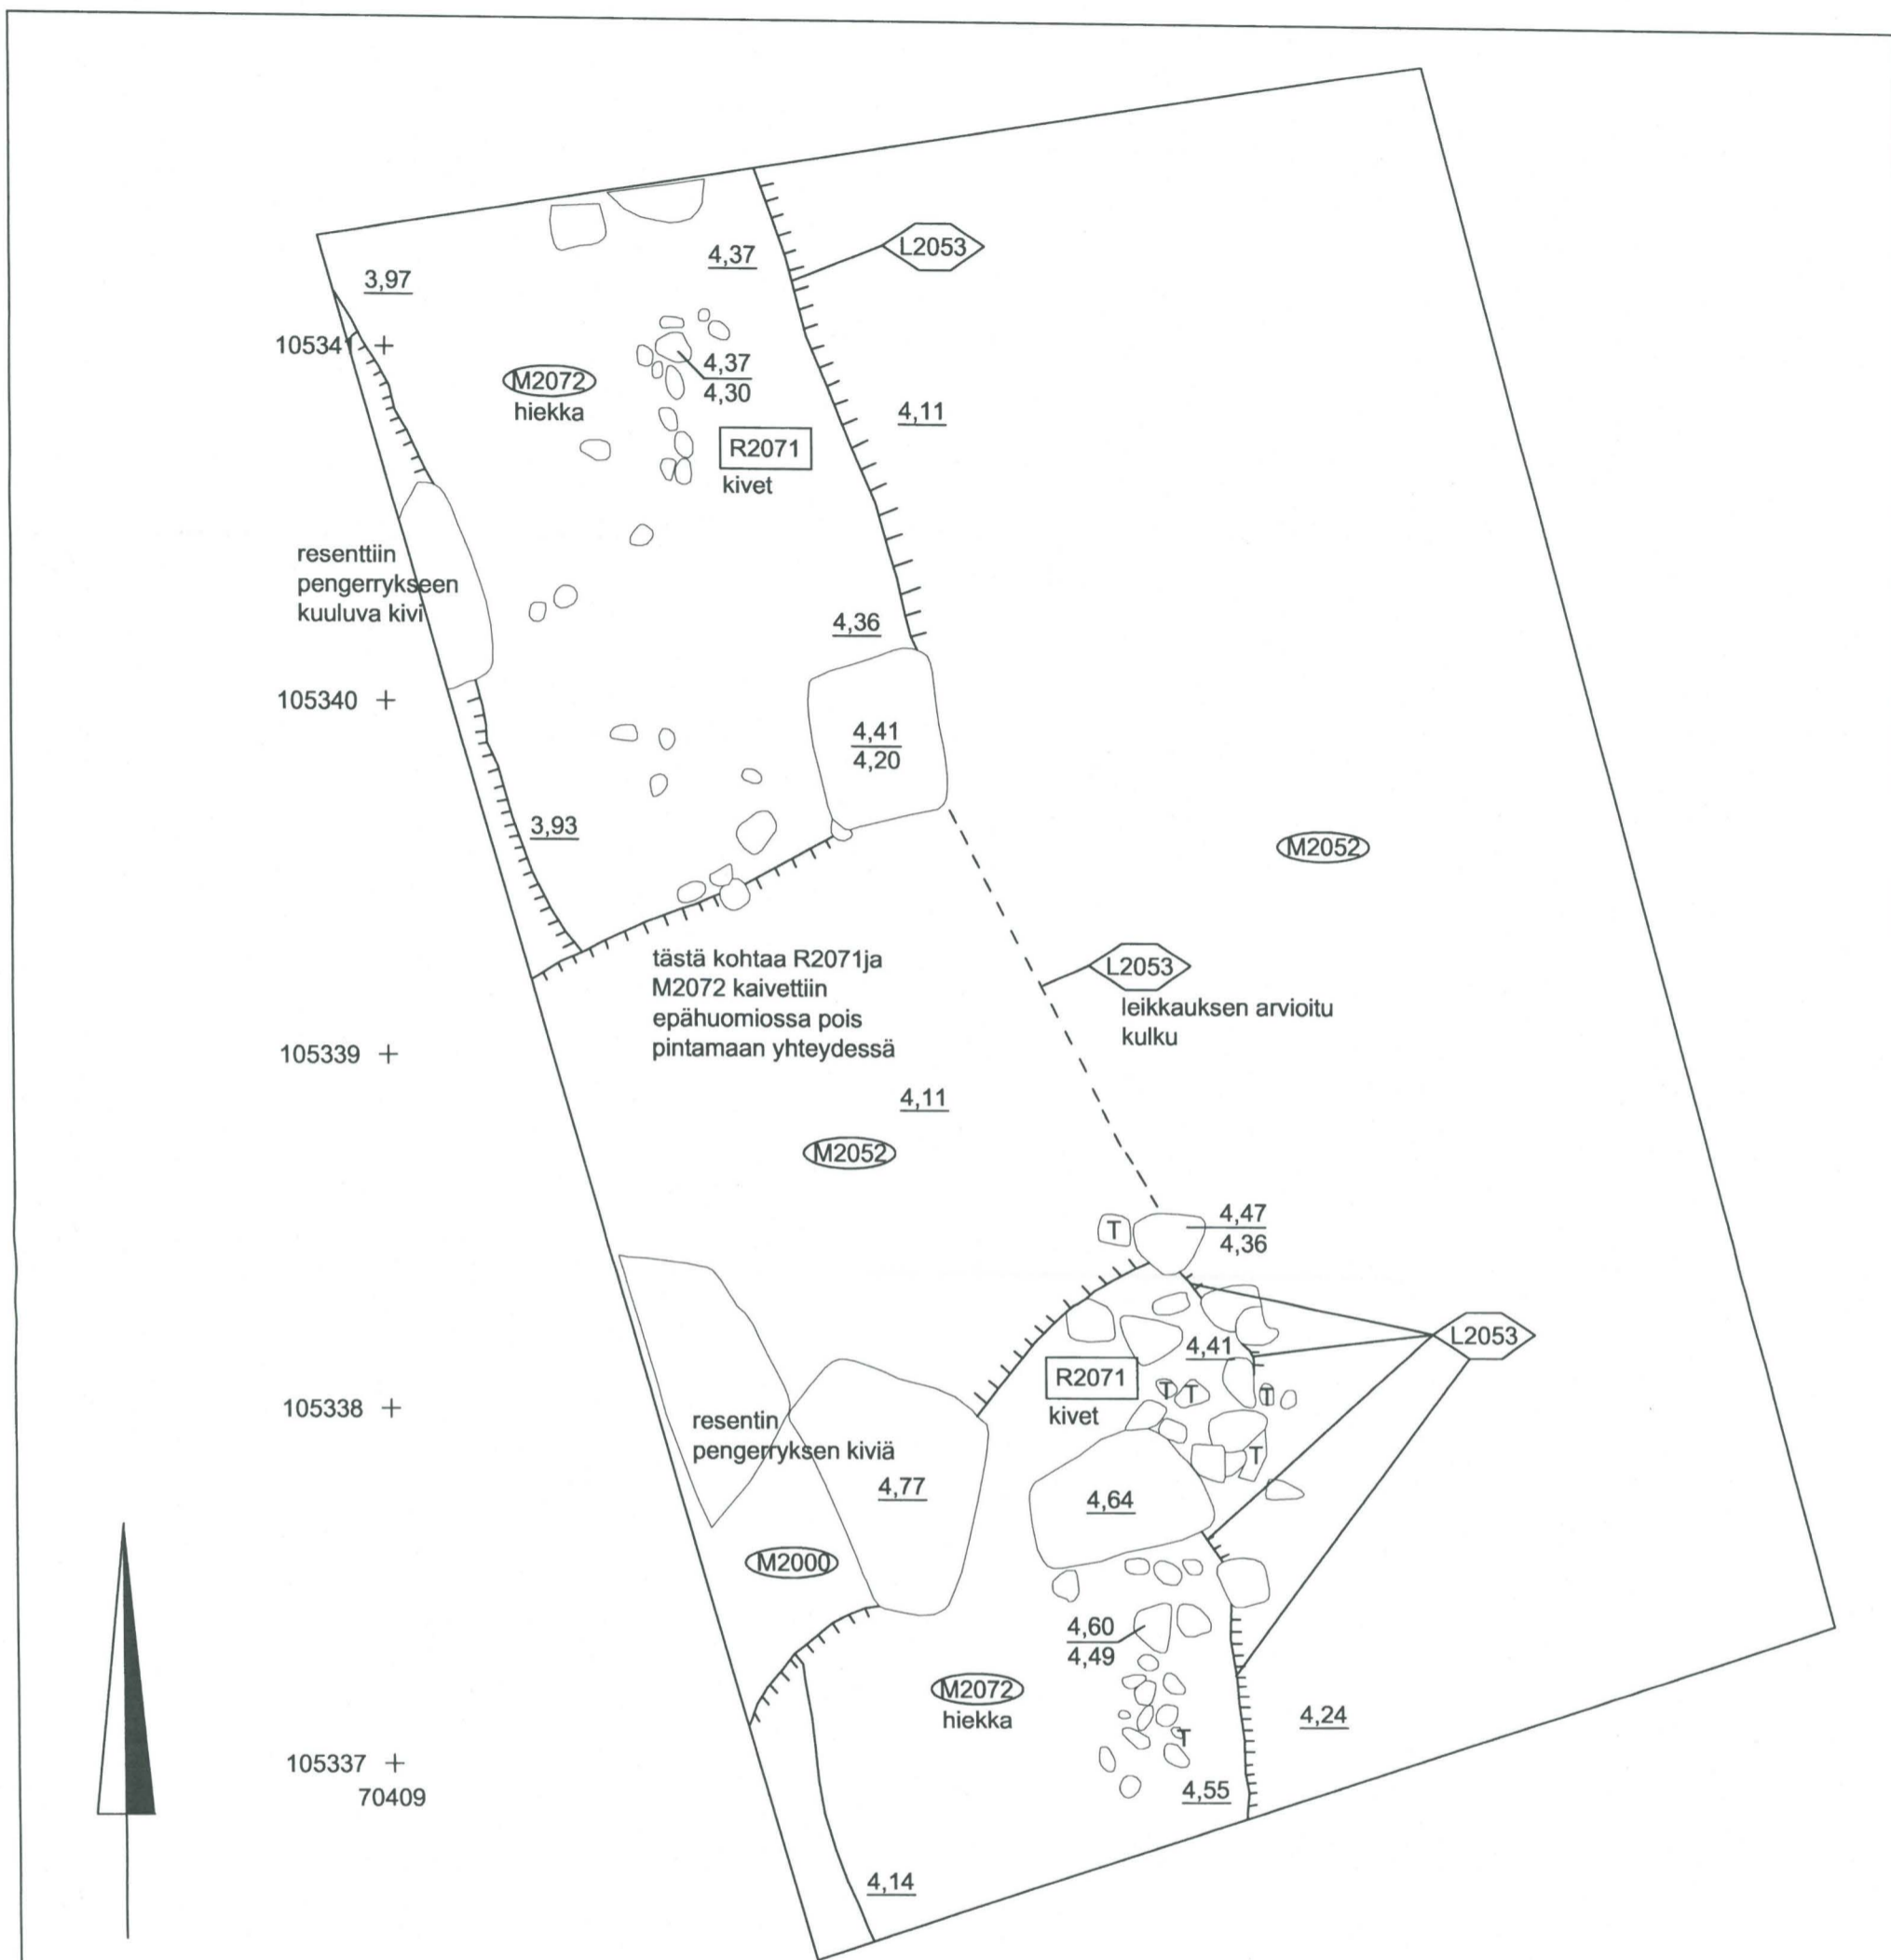 L2053
4,37
3,97
105341
4,37
4,30
M2072
hiekka
4,11
R2071
kivet
resenttiin
pengerrykseen
kuuluva kivi
4,36
105340
4,41
4,20
3,93
M2052
tästä kohtaa R2071ja
M2072 kaivettiin
epähuomiossa pois
pintamaan yhteydessä
L2053
leikkauksen arvioitu
kulku
105339
4,11
M2052
T
4,47
4,36
L2053
4,41
R2071
kivet
T
T
T
105338
resentin
pengerryksen kiviä
T
4,77
4,64
M2000
4,60
4,49
M2072
hiekka
4,24
T
105337
70409
4,55
4,14